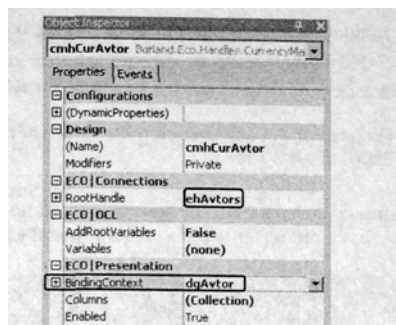 Object Inspector
cmhCurAvtor Borland.Eco.Handles.CurrencyMa
Properties Events
Configurations
(DynamicProperties)
Design
(Name) cmhCurAvtor
Modifiers Private
ECO|Connections
RootHandle ehAvtors
ECO|OCL
AddRootVariables False
Variables (none)
ECO|Presentation
BindingContext dgAvtor
Columns (Collection)
Enabled True